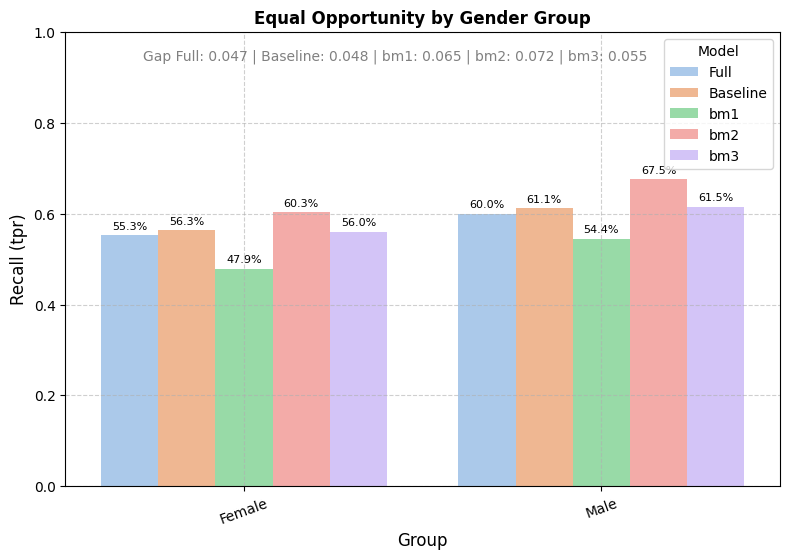 Equal Opportunity by Gender Group
Gap Full: 0.047 | Baseline: 0.048 | bm1: 0.065 | bm2: 0.072 | bm3: 0.055
Model
Full
Baseline
bm1
bm2
bm3
Recall (tpr)
1.0
0.8
0.6
0.4
0.2
0.0
55.3%
56.3%
47.9%
60.3%
56.0%
60.0%
61.1%
54.4%
67.5%
61.5%
Female
Male
Group